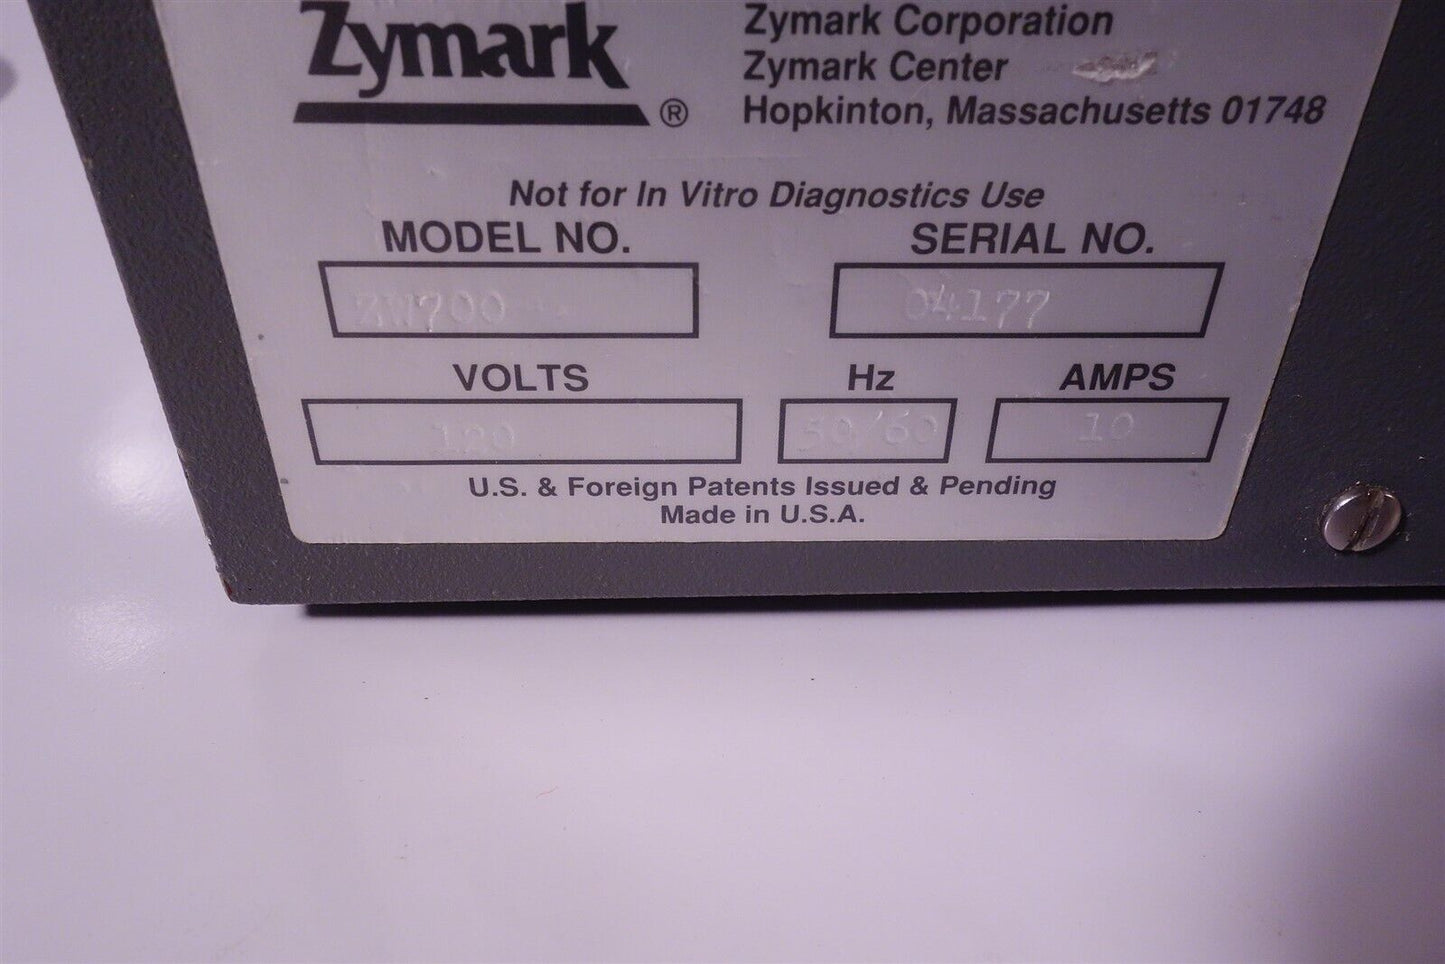 Zymark
®
Zymark Corporation
Zymark Center
Hopkinton, Massachusetts 01748
Not for In Vitro Diagnostics Use
MODEL NO. SERIAL NO.
ZW700 04177
VOLTS Hz AMPS
120 50/60 10
U.S. & Foreign Patents Issued & Pending
Made in U.S.A.